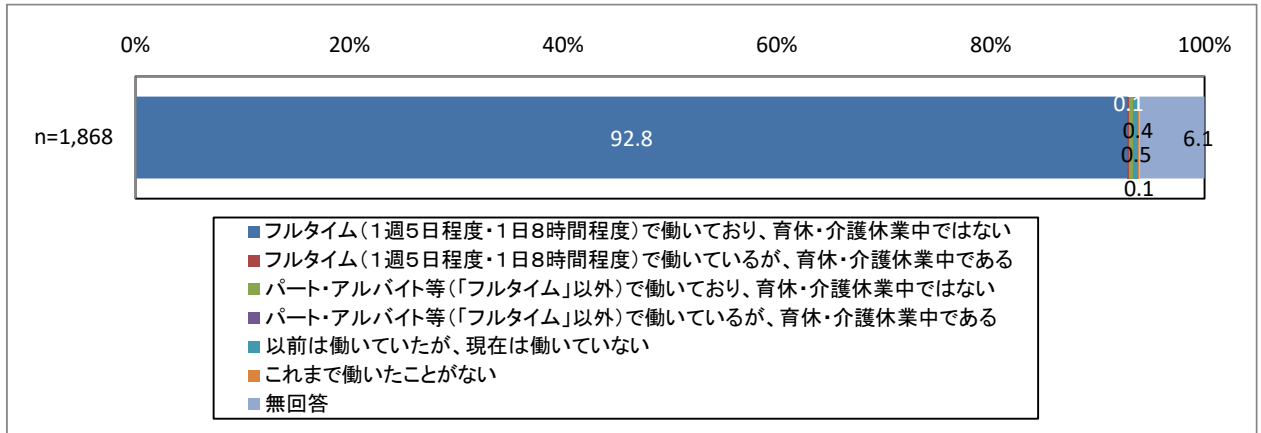 0% 20% 40% 60% 80% 100%
0.1
n=1,868 92.8 0.4 6.1
0.5
0.1
フルタイム（１週５日程度・１日８時間程度）で働いており、育休・介護休業中ではない
フルタイム（１週５日程度・１日８時間程度）で働いているが、育休・介護休業中である
パート・アルバイト等（「フルタイム」以外）で働いており、育休・介護休業中ではない
パート・アルバイト等（「フルタイム」以外）で働いているが、育休・介護休業中である
以前は働いていたが、現在は働いていない
これまで働いたことがない
無回答